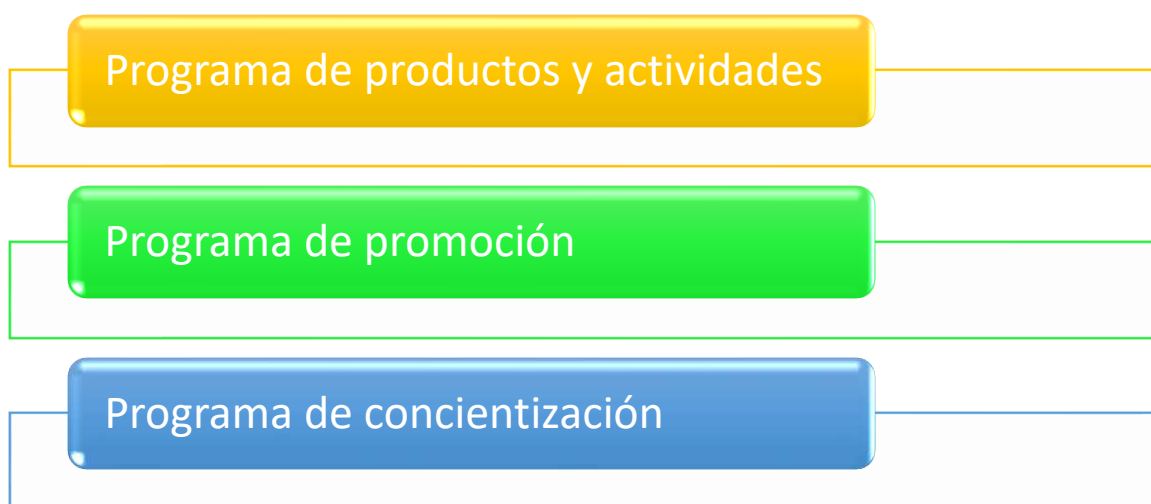 Programa de productos y actividades
Programa de promoción
Programa de concientización